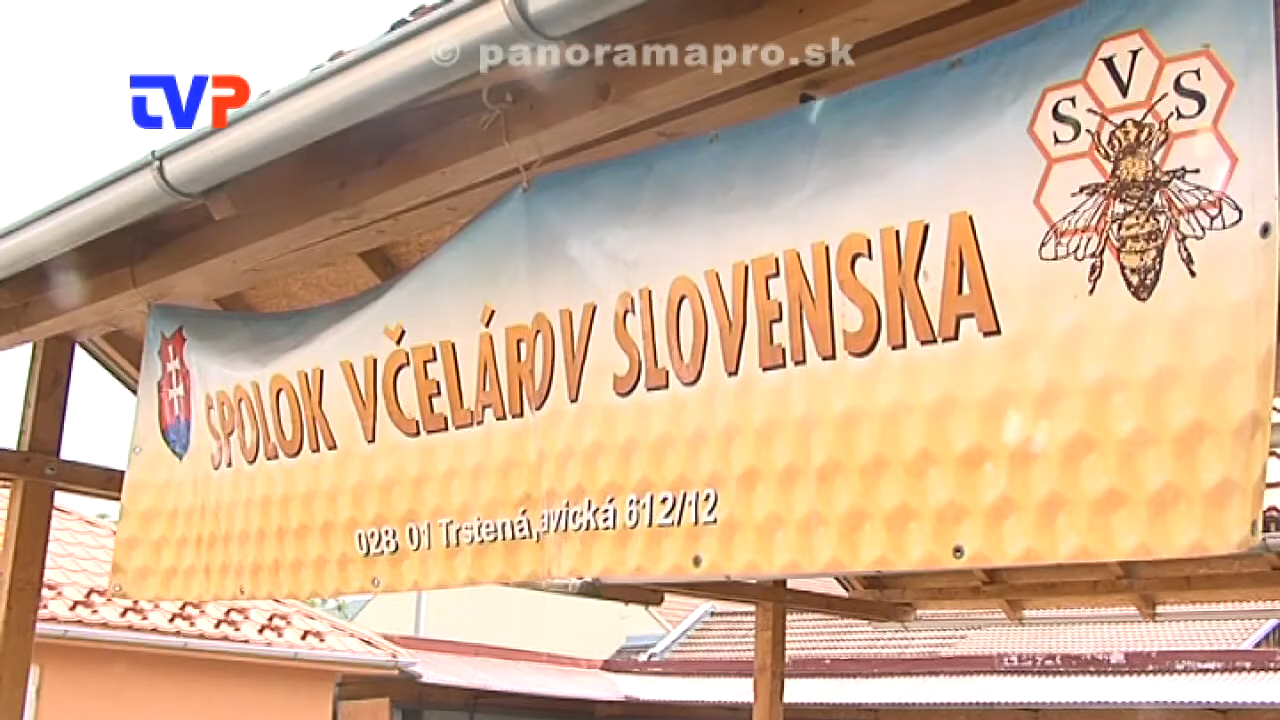 © panoramapro.sk
TVP
SVS
SPOLOK VČELÁROV SLOVENSKA
028 01 Trstená, 612/12